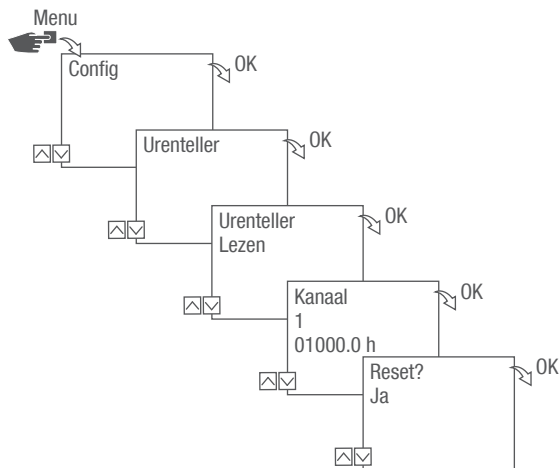 Menu
Config
OK
Urenteller
OK
Urenteller
Lezen
OK
Kanaal
1
01000.0 h
OK
Reset?
Ja
OK